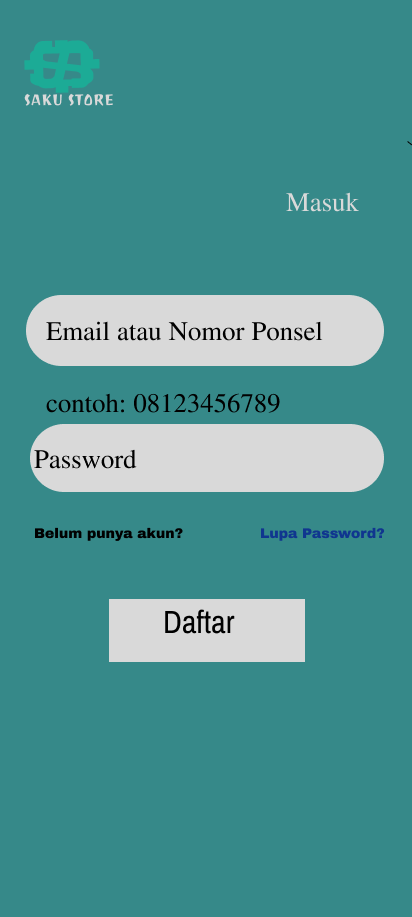 SAKU STORE
Masuk
Email atau Nomor Ponsel
contoh: 08123456789
Password
Belum punya akun? Lupa Password?
Daftar